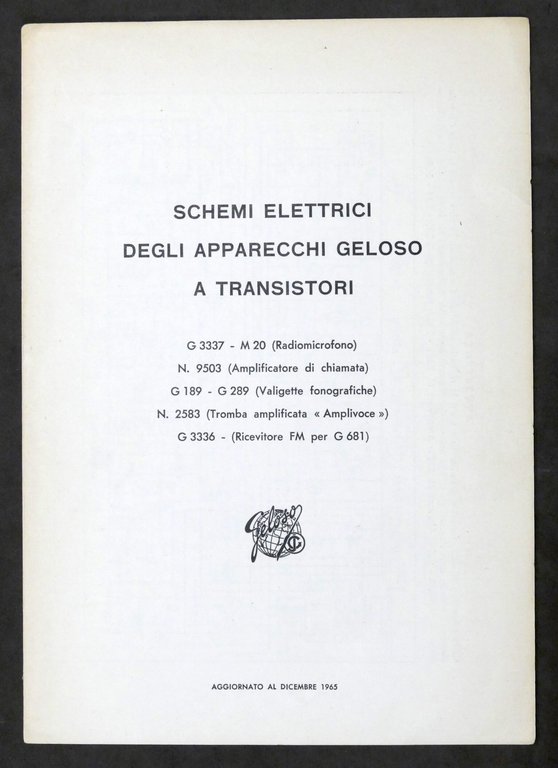 SCHEMI ELETTRICI
DEGLI APPARECCHI GELOSO
A TRANSISTORI
G 3337 - M 20 (Radiomicrofono)
N. 9503 (Amplificatore di chiamata)
G 189 - G 289 (Valigette fonografiche)
N. 2583 (Tromba amplificata « Amplivoce »)
G 3336 - (Ricevitore FM per G 681)
Geloso
AGGIORNATO AL DICEMBRE 1965